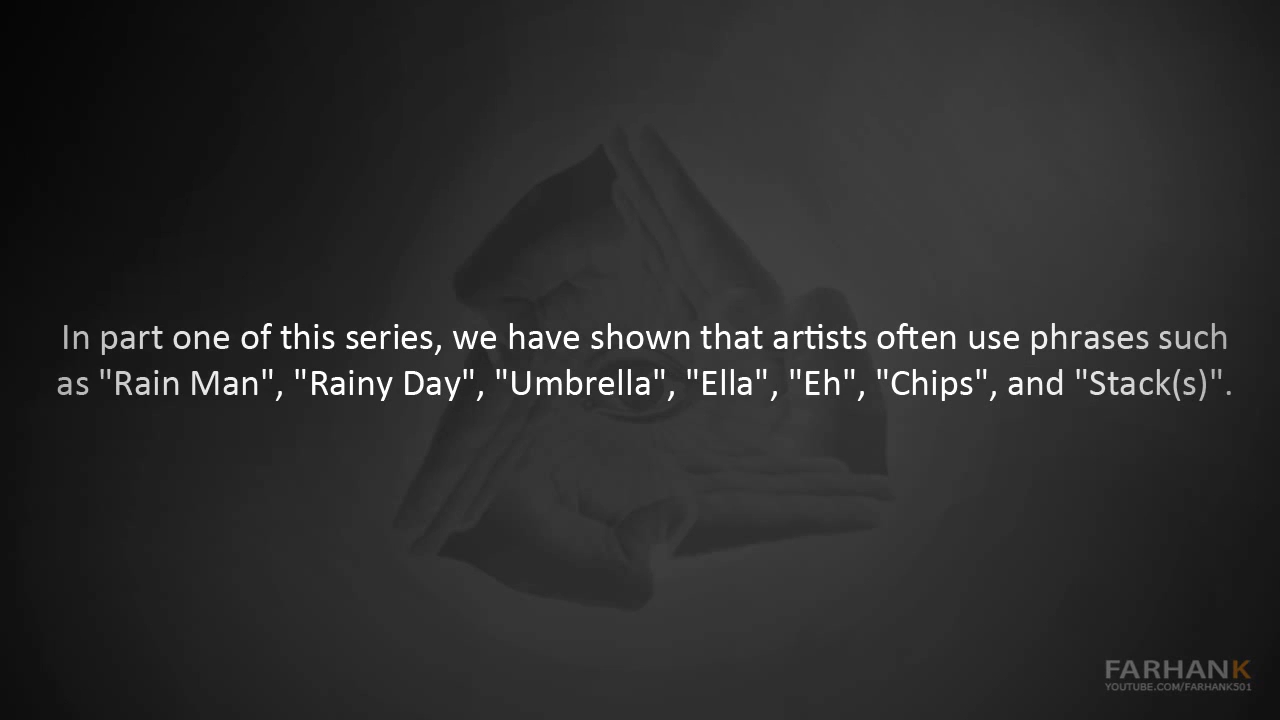 In part one of this series, we have shown that artists often use phrases such
as "Rain Man", "Rainy Day", "Umbrella", "Ella", "Eh", "Chips", and "Stack(s)".
FARHANK
YOUTUBE.COM/FARHANK501